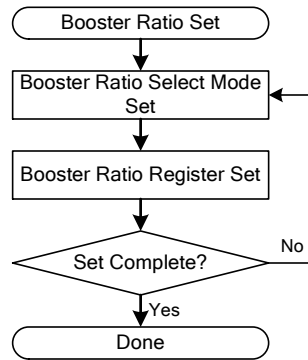 Booster Ratio Set
Booster Ratio Select Mode
Set
Booster Ratio Register Set
Set Complete?
No
Yes
Done